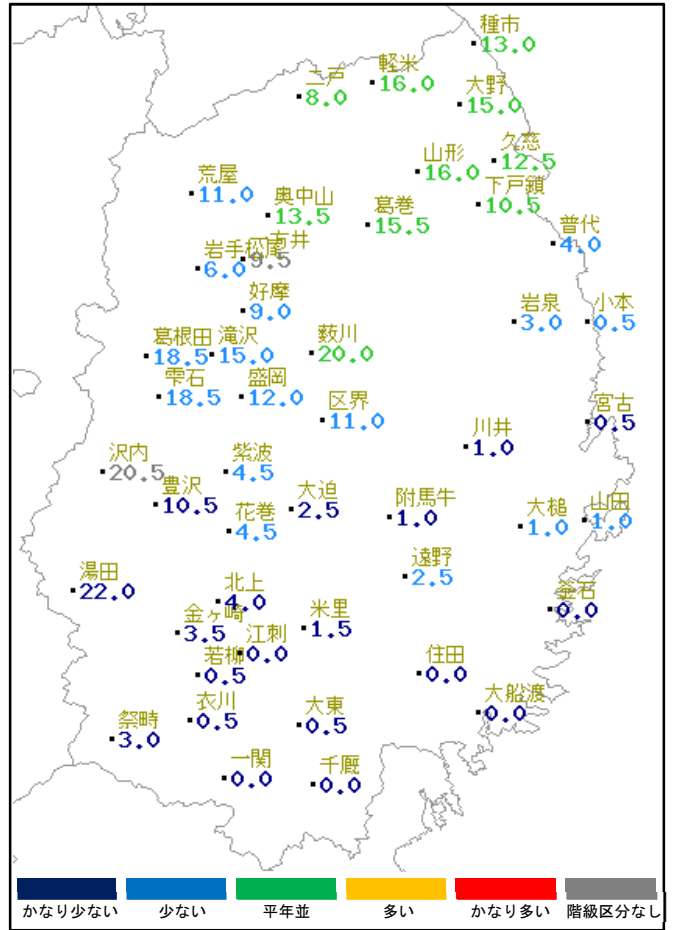 種市
13.0
軽米
16.0
二戸
8.0
大野
15.0
久慈
12.5
山形
16.0
荒屋
11.0
下戸鎖
10.5
奥中山
13.5
葛巻
15.5
普代
4.0
一方井
9.5
岩手松尾
6.0
好摩
9.0
岩泉
3.0
小本
0.5
葛根田
18.5
滝沢
15.0
薮川
20.0
雫石
18.5
盛岡
12.0
区界
11.0
宮古
0.5
川井
1.0
沢内
20.5
紫波
4.5
豊沢
10.5
大迫
2.5
附馬牛
1.0
大槌
1.0
山田
1.0
花巻
4.5
遠野
2.5
湯田
22.0
北上
4.0
釜石
0.0
金ヶ崎
3.5
米里
1.5
江刺
0.0
若柳
0.5
住田
0.0
衣川
0.5
大東
0.5
大船渡
0.0
祭畤
3.0
一関
0.0
千厩
0.0
かなり少ない 少ない 平年並 多い かなり多い 階級区分なし